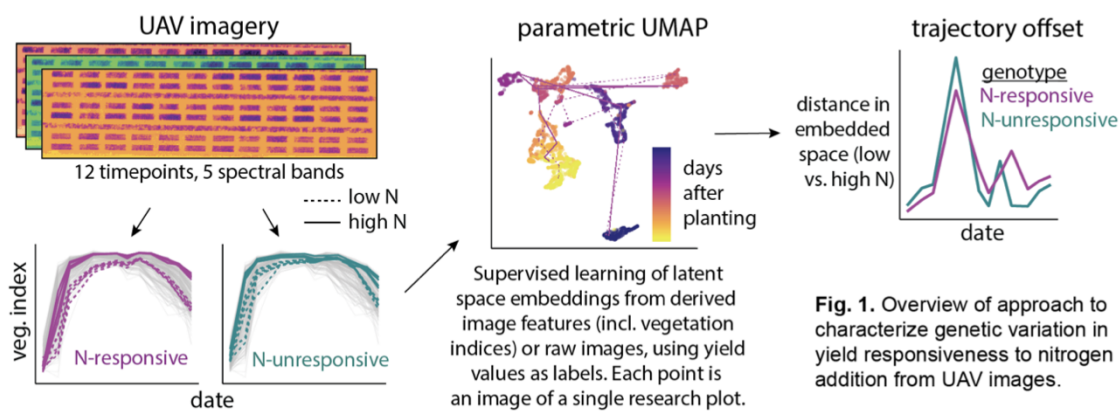 UAV imagery
12 timepoints, 5 spectral bands
low N
high N
veg. index
N-responsive
N-unresponsive
date
parametric UMAP
days
after
planting
Supervised learning of latent
space embeddings from derived
image features (incl. vegetation
indices) or raw images, using yield
values as labels. Each point is
an image of a single research plot.
trajectory offset
distance in
embedded
space (low
vs. high N)
genotype
N-responsive
N-unresponsive
date
Fig. 1. Overview of approach to
characterize genetic variation in
yield responsiveness to nitrogen
addition from UAV images.